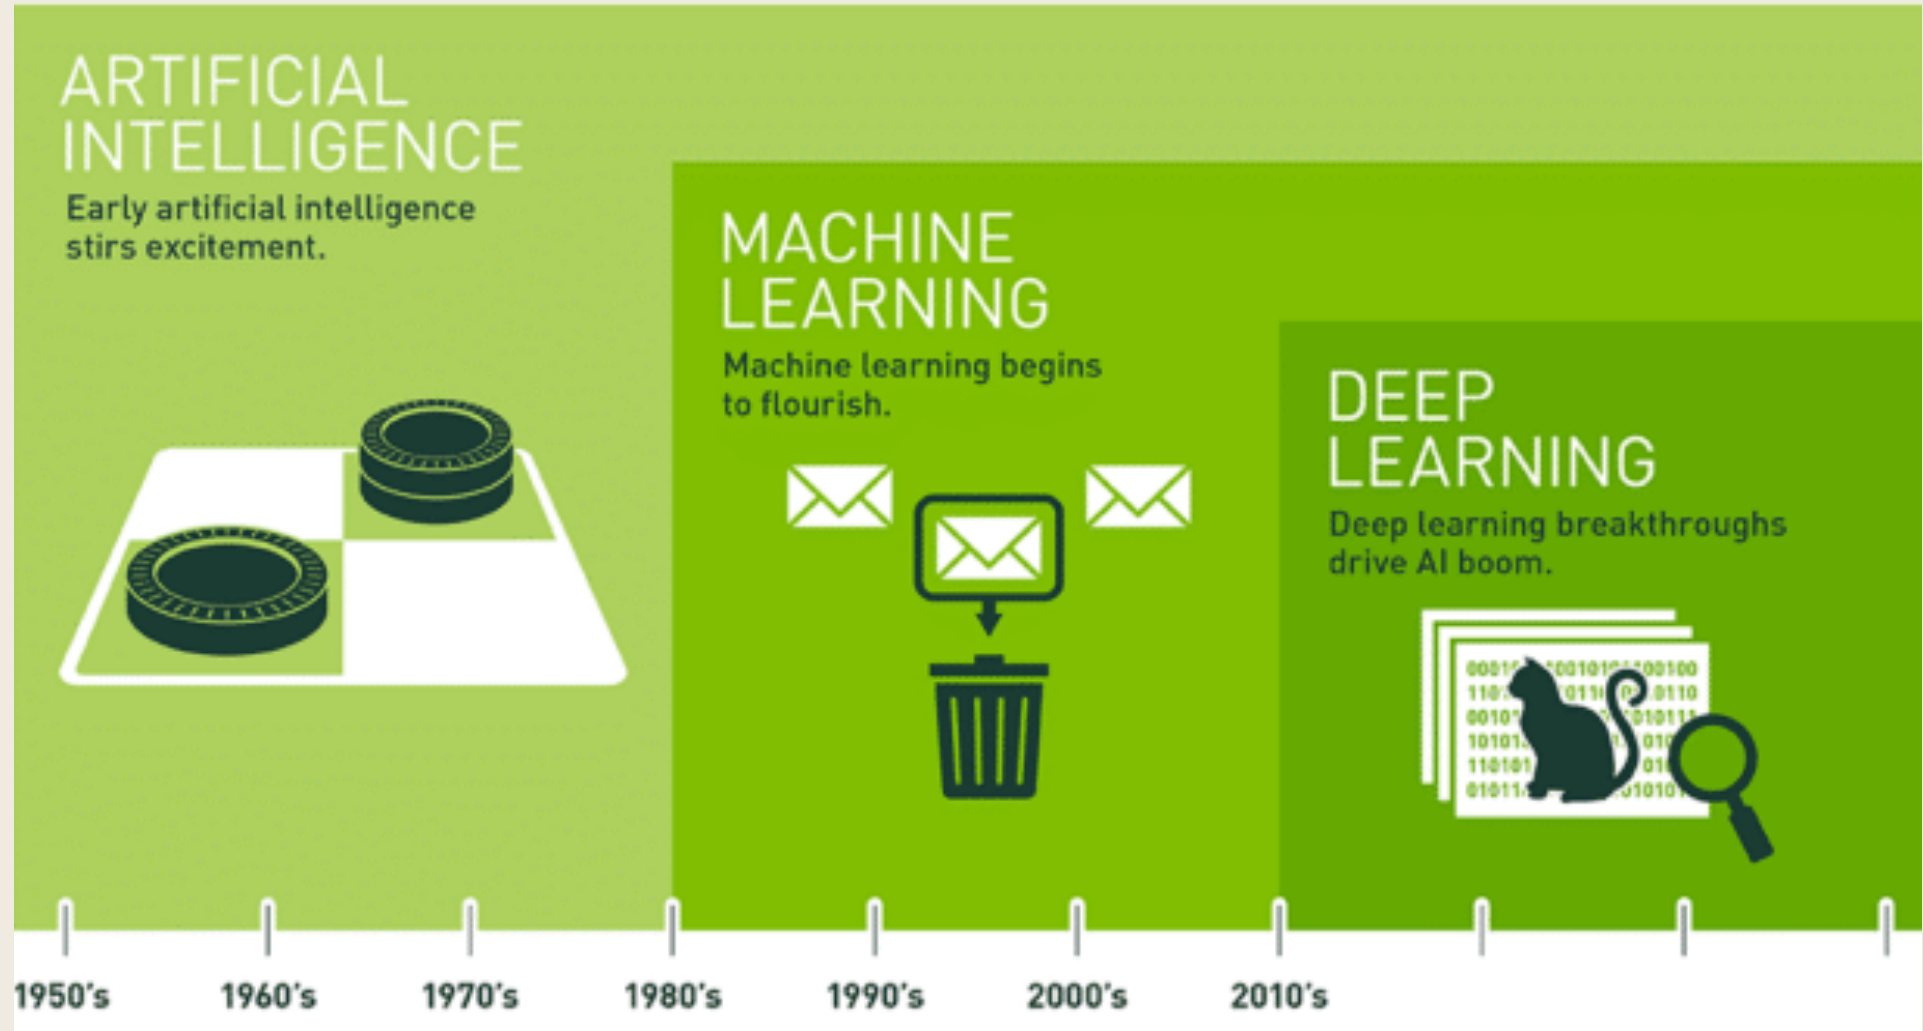 ARTIFICIAL
INTELLIGENCE
Early artificial intelligence
stirs excitement.
MACHINE
LEARNING
Machine learning begins
to flourish.
DEEP
LEARNING
Deep learning breakthroughs
drive AI boom.
1950's 1960's 1970's 1980's 1990's 2000's 2010's